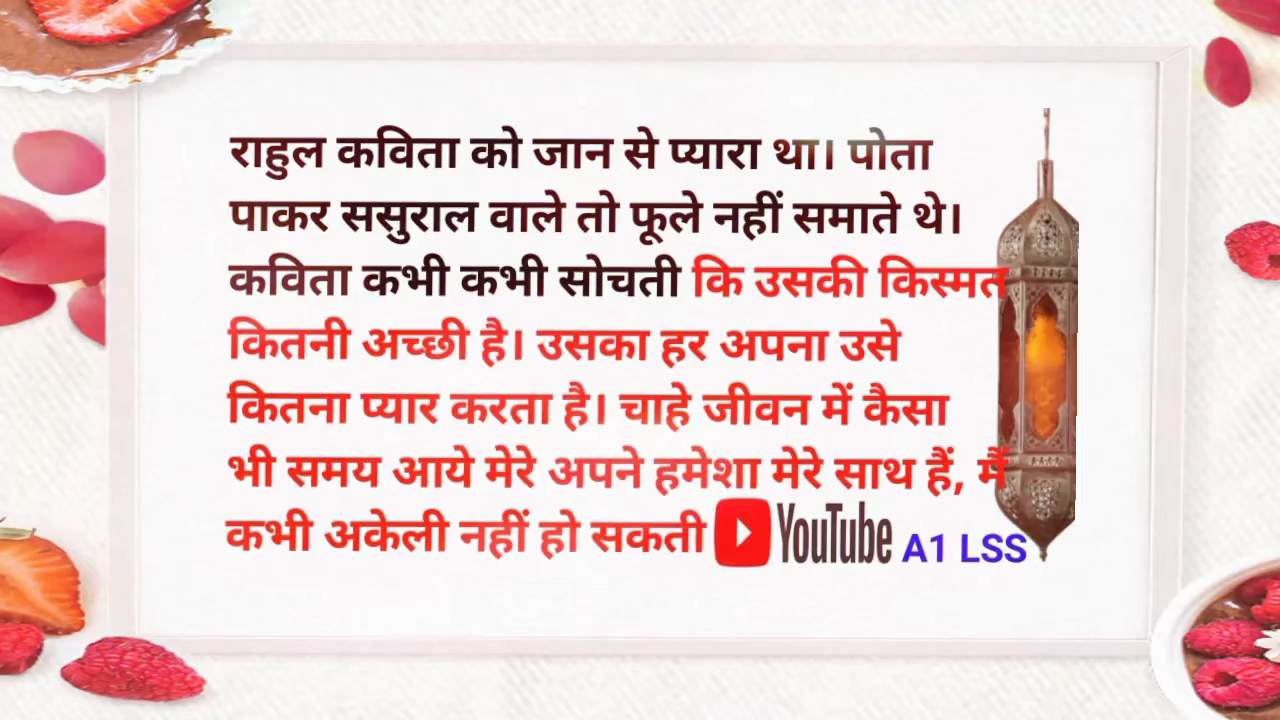 राहुल कविता को जान से प्यारा था। पोता
पाकर ससुराल वाले तो फूले नहीं समाते थे।
कविता कभी कभी सोचती कि उसकी किस्मत
कितनी अच्छी है। उसका हर अपना उसे
कितना प्यार करता है। चाहे जीवन में कैसा
भी समय आये मेरे अपने हमेशा मेरे साथ हैं, मैं
कभी अकेली नहीं हो सकती YouTube A1 LSS